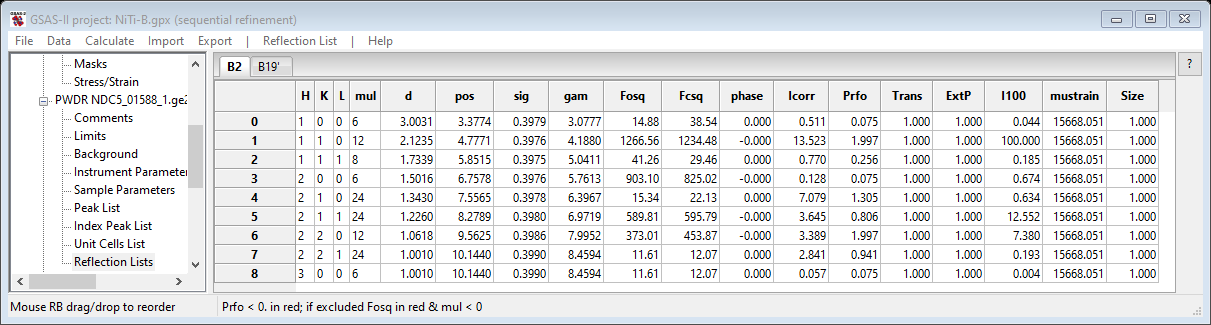 GSAS-II project: NiTi-B.gpx (sequential refinement)
File Data Calculate Import Export | Reflection List | Help
Masks
Stress/Strain
PWDR NDC5_01588_1.ge2
Comments
Limits
Background
Instrument Parameter
Sample Parameters
Peak List
Index Peak List
Unit Cells List
Reflection Lists
B2 B19' ?
H K L mul d pos sig gam Fosq Fcsq phase Icorr Prfo Trans ExtP I100 mustrain Size
0 1 0 0 6 3.0031 3.3774 0.3979 3.0777 14.88 38.54 0.000 0.511 0.075 1.000 1.000 0.044 15668.051 1.000
1 1 1 0 12 2.1235 4.7771 0.3976 4.1880 1266.56 1234.48 -0.000 13.523 1.997 1.000 1.000 100.000 15668.051 1.000
2 1 1 1 8 1.7339 5.8515 0.3975 5.0411 41.26 29.46 0.000 0.770 0.256 1.000 1.000 0.185 15668.051 1.000
3 2 0 0 6 1.5016 6.7578 0.3976 5.7613 903.10 825.02 -0.000 0.128 0.075 1.000 1.000 0.674 15668.051 1.000
4 2 1 0 24 1.3430 7.5565 0.3978 6.3967 15.34 22.13 0.000 7.079 1.305 1.000 1.000 0.634 15668.051 1.000
5 2 1 1 24 1.2260 8.2789 0.3980 6.9719 589.81 595.79 -0.000 3.645 0.806 1.000 1.000 12.552 15668.051 1.000
6 2 2 0 12 1.0618 9.5625 0.3986 7.9952 373.01 453.87 -0.000 3.389 1.997 1.000 1.000 7.380 15668.051 1.000
7 2 2 1 24 1.0010 10.1440 0.3990 8.4594 11.61 12.07 0.000 2.841 0.941 1.000 1.000 0.193 15668.051 1.000
8 3 0 0 6 1.0010 10.1440 0.3990 8.4594 11.61 12.07 0.000 0.057 0.075 1.000 1.000 0.004 15668.051 1.000
Mouse RB drag/drop to reorder Prfo < 0. in red; if excluded Fosq in red & mul < 0